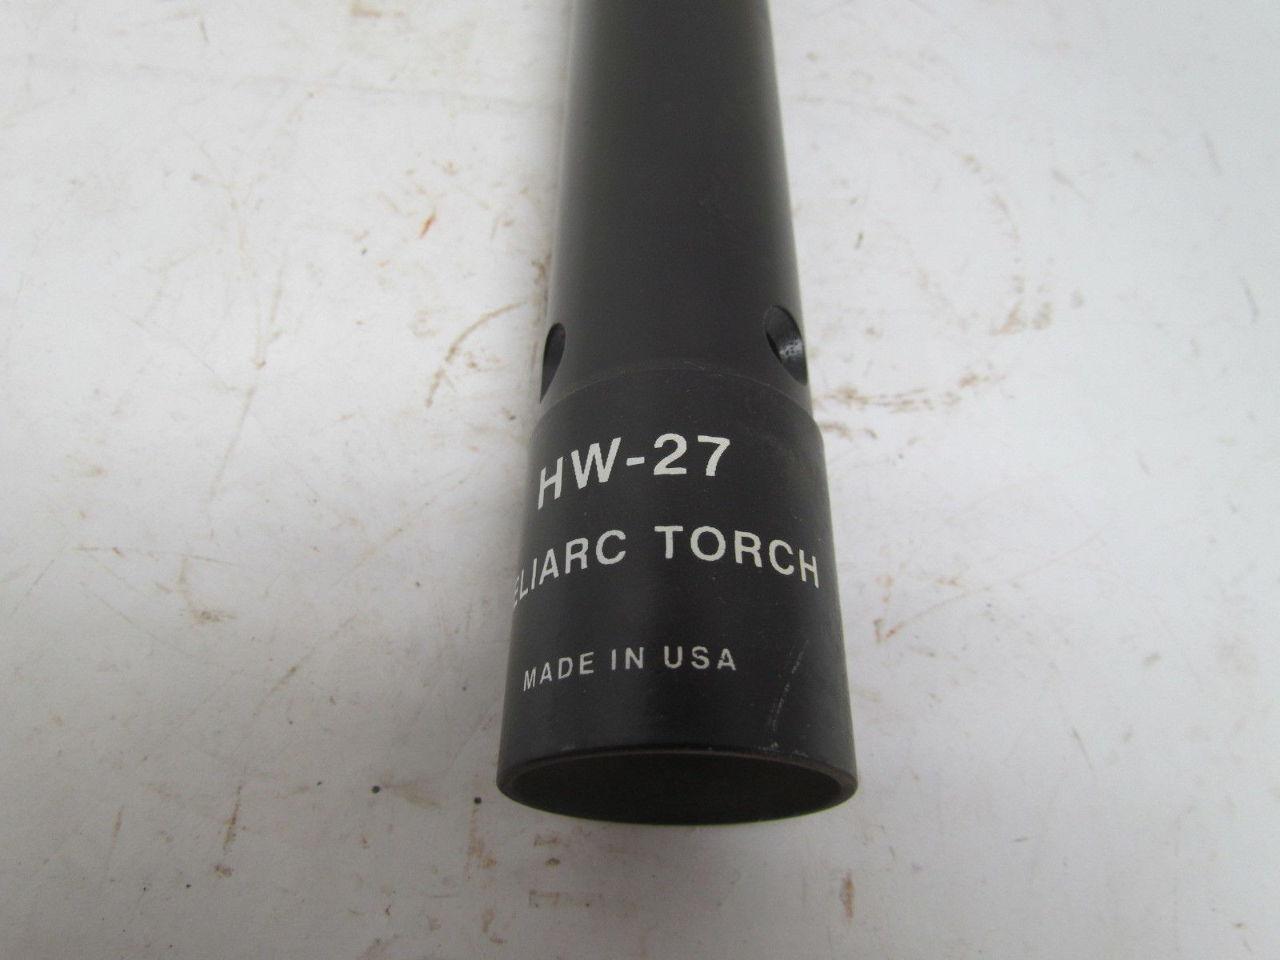 HW-27
ELIARC TORCH
MADE IN USA